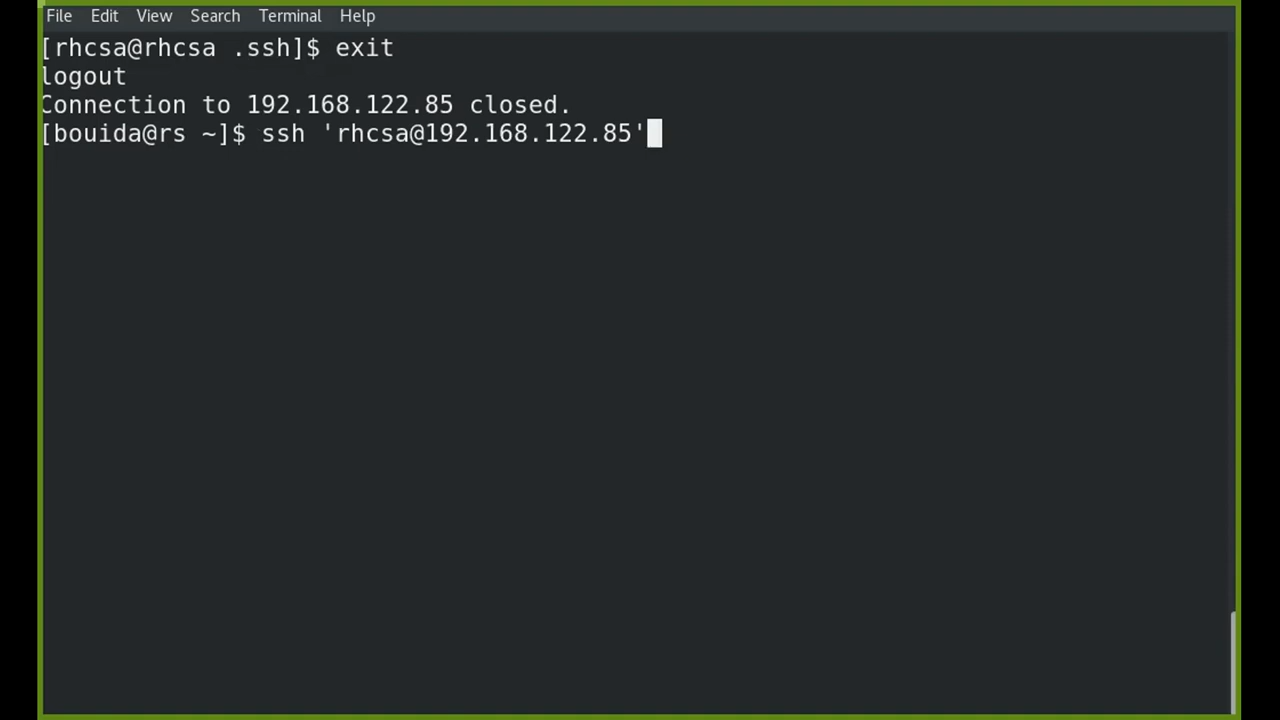 File Edit View Search Terminal Help
[rhcsa@rhcsa .ssh]$ exit
logout
Connection to 192.168.122.85 closed.
[bouida@rs ~]$ ssh 'rhcsa@192.168.122.85'